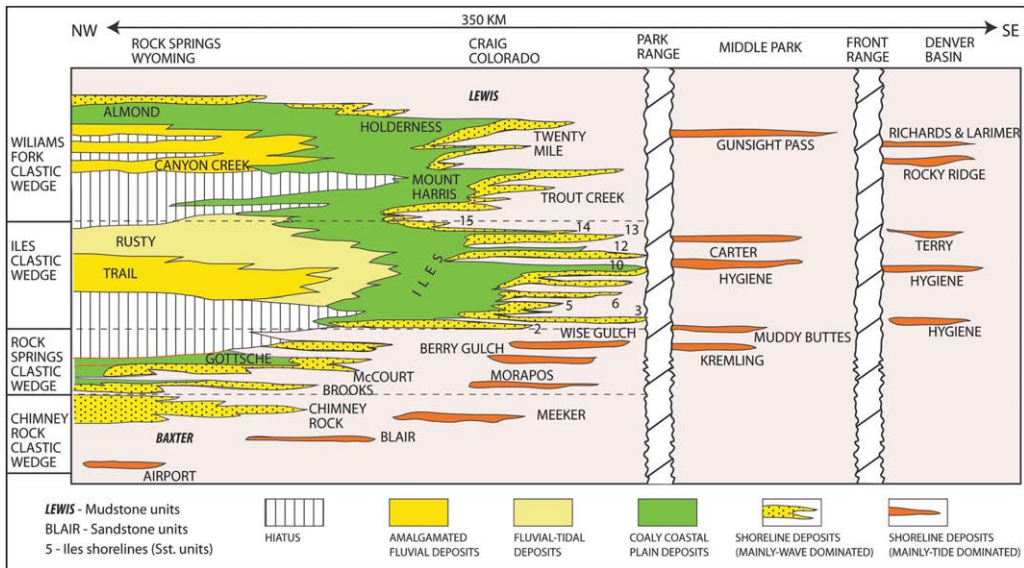 350 KM
NW
SE
ROCK SPRINGS
WYOMING
CRAIG
COLORADO
PARK
RANGE
MIDDLE PARK
FRONT
RANGE
DENVER
BASIN
WILIAMS
FORK
CLASTIC
WEDGE
ILES
CLASTIC
WEDGE
ROCK
SPRINGS
CLASTIC
WEDGE
CHIMNEY
ROCK
CLASTIC
WEDGE
LEWIS
ALMOND
HOLDERNESS
TWENTY
MILE
CANYON CREEK
MOUNT
HARRIS
TROUT CREEK
GUNSIGHT PASS
RICHARDS & LARIMER
ROCKY RIDGE
15
14
13
RUSTY
12
TRAIL
ILES
10
6
5
3
2
CARTER
HYGIENE
TERRY
HYGIENE
WISE GULCH
MUDDY BUTTES
HYGIENE
GOTTSCHE
BERRY GULCH
KREMLING
McCOURT
MORAPOS
BROOKS
CHIMNEY
ROCK
MEEKER
BAXTER
BLAIR
AIRPORT
LEWIS - Mudstone units
BLAIR - Sandstone units
5 - Iles shorelines (Sst. units)
HIATUS
AMALGAMATED
FLUVIAL DEPOSITS
FLUVIAL-TIDAL
DEPOSITS
COALY COASTAL
PLAIN DEPOSITS
SHORELINE DEPOSITS
(MAINLY-WAVE DOMINATED)
SHORELINE DEPOSITS
(MAINLY-TIDE DOMINATED)